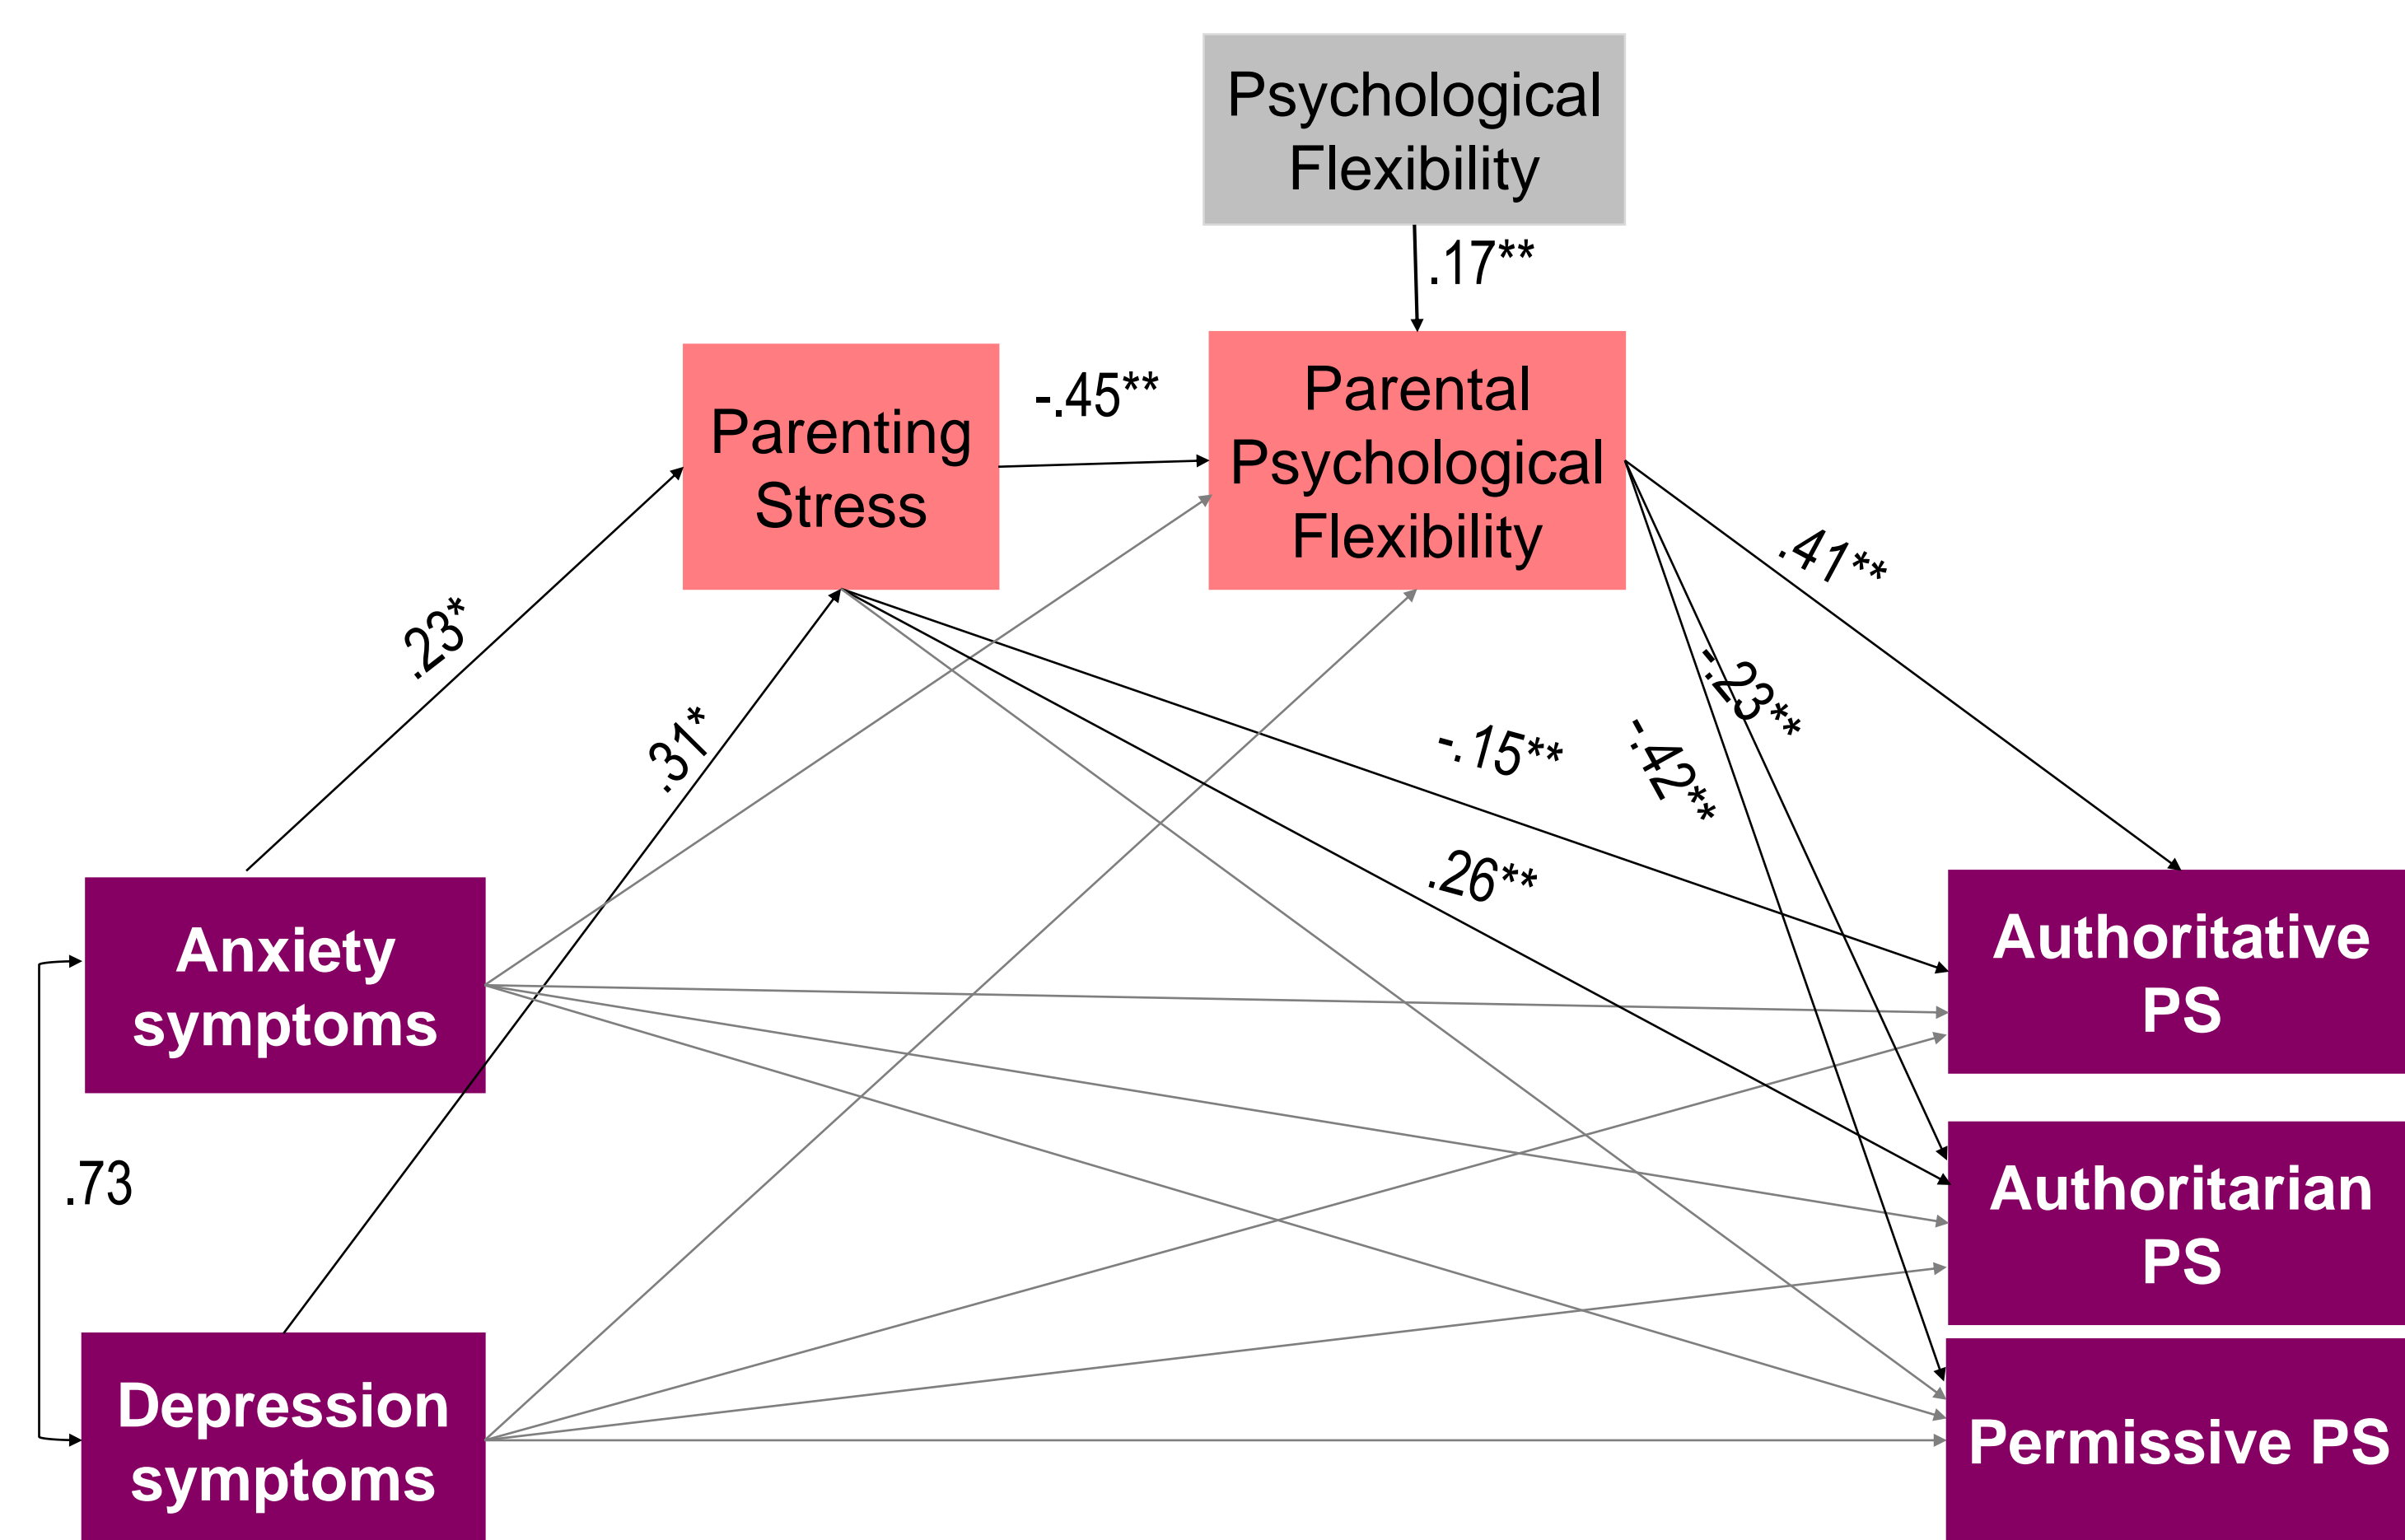 Psychological
Flexibility
.17**
Parenting
Stress
-.45**
Parental
Psychological
Flexibility
.41**
.23*
.31*
-.23**
-.42**
-.15**
.26**
Anxiety
symptoms
Authoritative
PS
.73
Authoritarian
PS
Depression
symptoms
Permissive PS